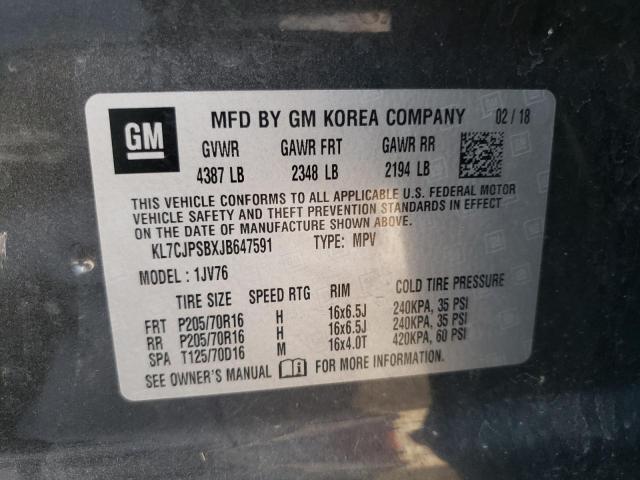 GM
MFD BY GM KOREA COMPANY 02 / 18
GVWR GAWR FRT GAWR RR
4387 LB 2348 LB 2194 LB
THIS VEHICLE CONFORMS TO ALL APPLICABLE U.S. FEDERAL MOTOR
VEHICLE SAFETY AND THEFT PREVENTION STANDARDS IN EFFECT
ON THE DATE OF MANUFACTURE SHOWN ABOVE.
KL7CJPSBXJB647591 TYPE: MPV
MODEL : 1JV76
TIRE SIZE SPEED RTG RIM COLD TIRE PRESSURE
FRT P205/70R16 H 16x6.5J 240KPA, 35 PSI
RR P205/70R16 H 16x6.5J 240KPA, 35 PSI
SPA T125/70D16 M 16x4.0T 420KPA, 60 PSI
SEE OWNER'S MANUAL FOR MORE INFORMATION.